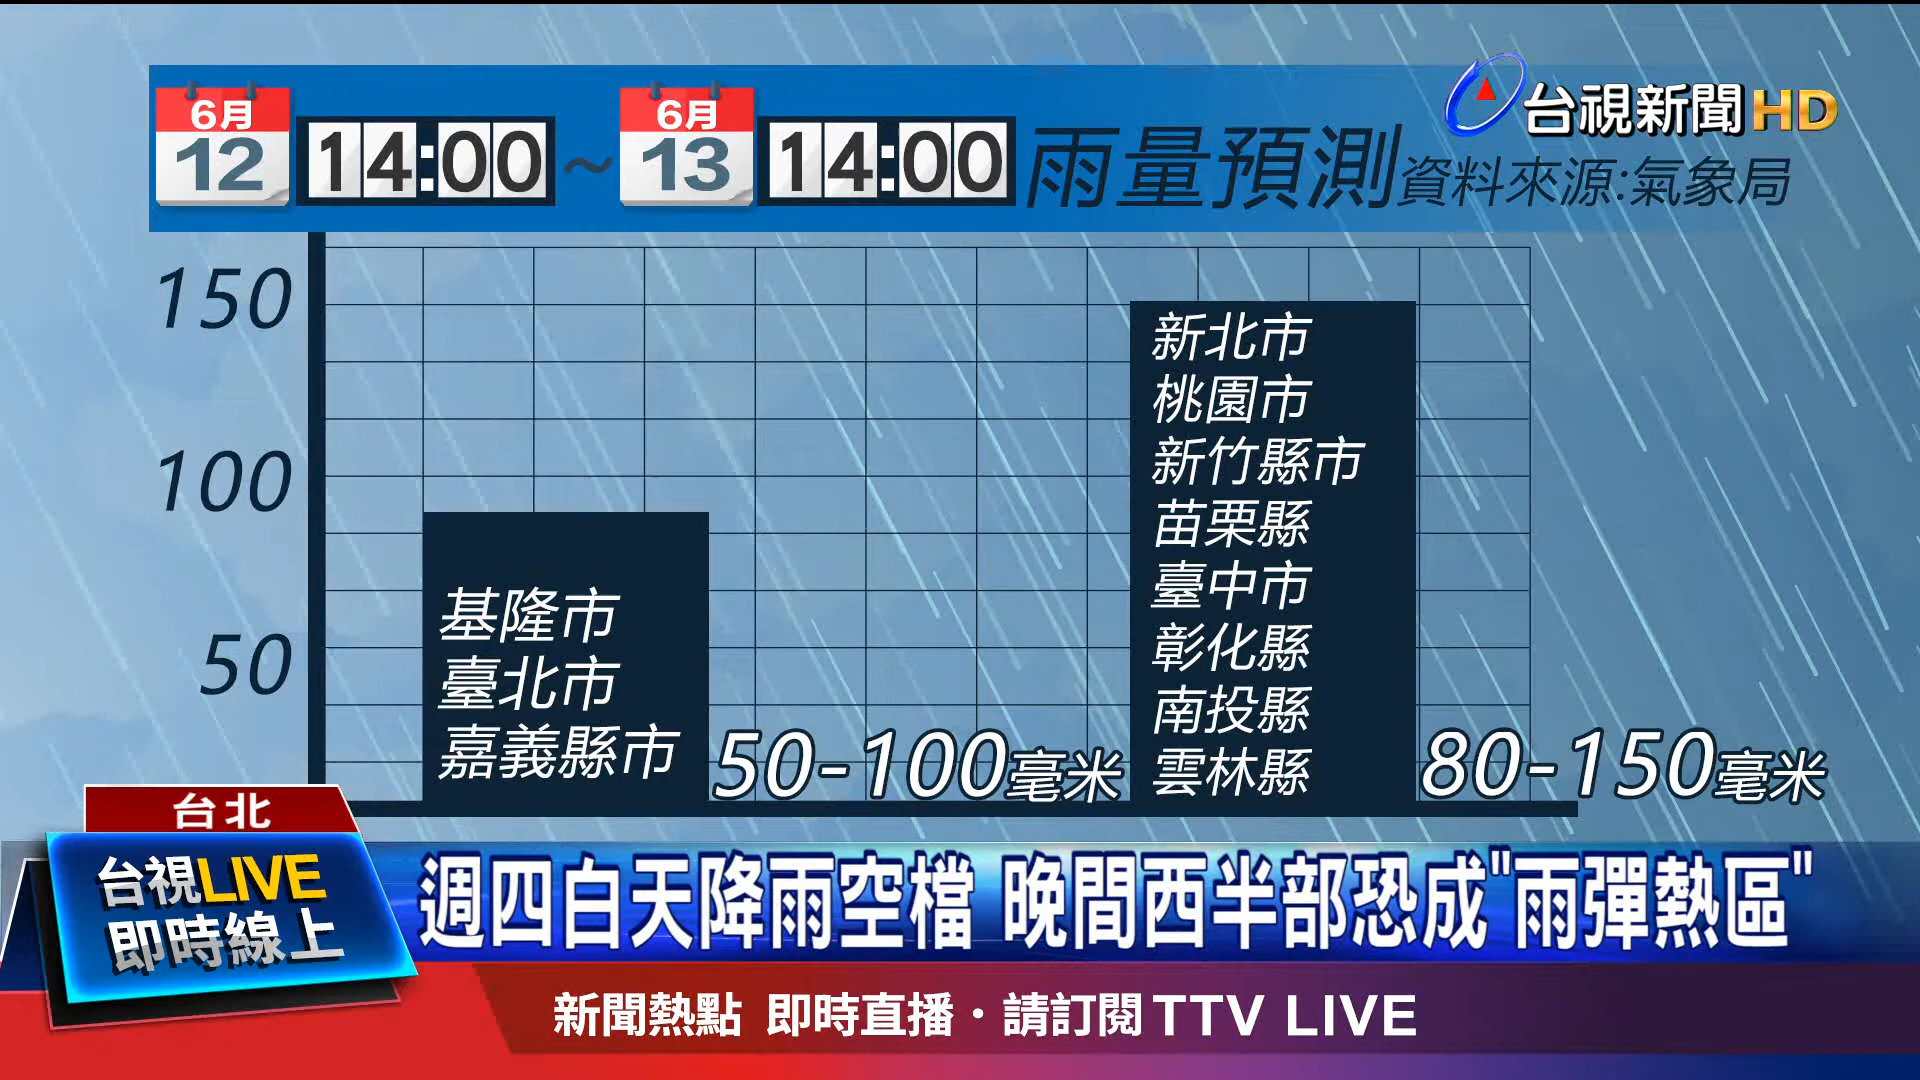 6月 12 14:00 ~ 6月 13 14:00 雨量預測 資料來源:氣象局
台視新聞HD
150
100
50
基隆市
臺北市
嘉義縣市
50-100毫米
新北市
桃園市
新竹縣市
苗栗縣
臺中市
彰化縣
南投縣
雲林縣
80-150毫米
台北
台視LIVE
即時線上
週四白天降雨空檔 晚間西半部恐成"雨彈熱區"
新聞熱點 即時直播・請訂閱TTV LIVE